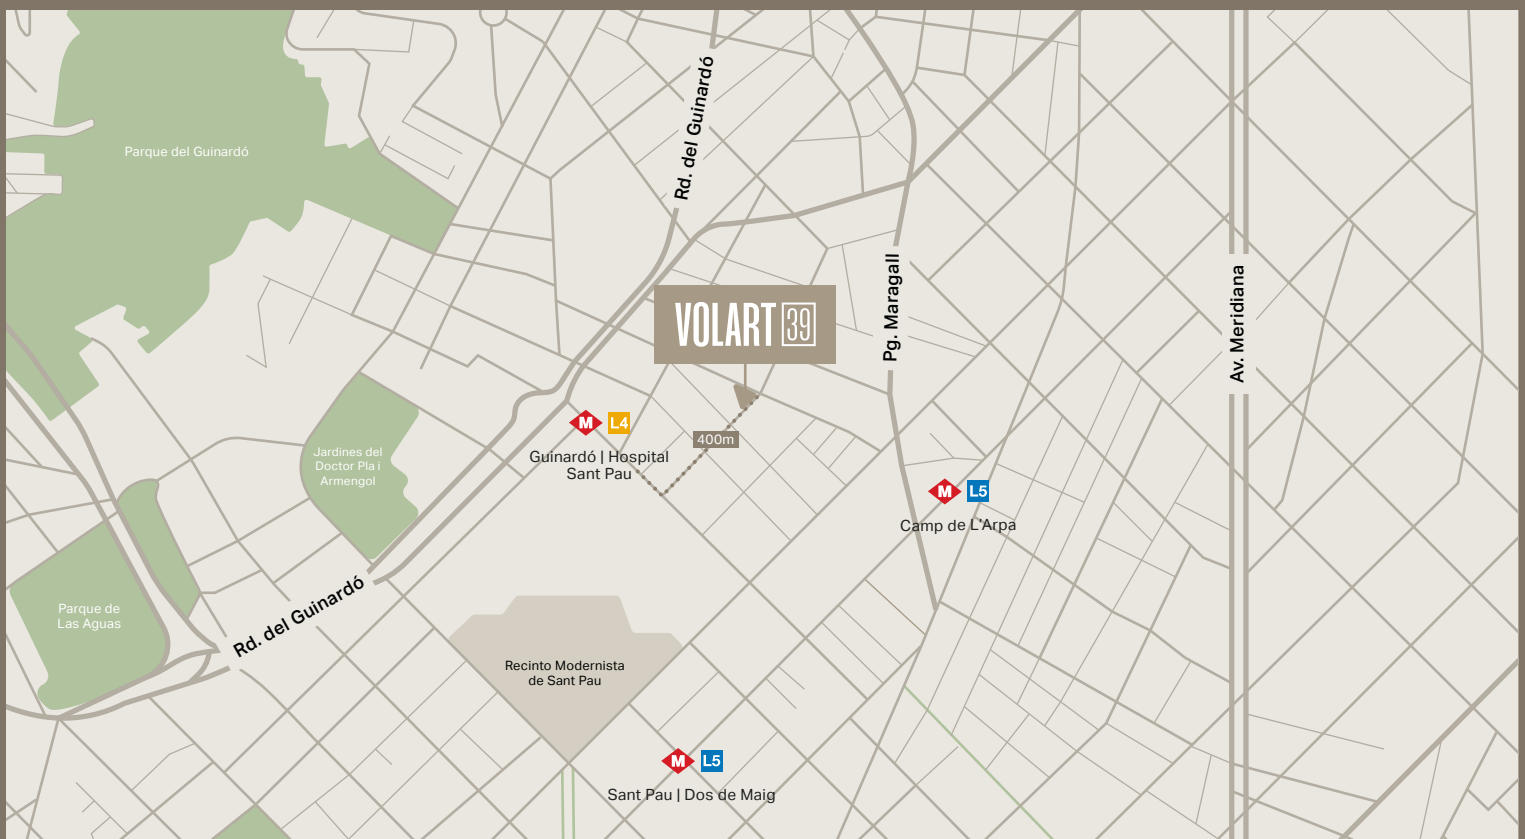 Rd. del Guinardó
Parque del Guinardó
Pg. Maragall
Av. Meridiana
VOLART 39
M L4
Guinardó | Hospital
Sant Pau
400m
Jardines del
Doctor Pla i
Armengol
M L5
Camp de L'Arpa
Rd. del Guinardó
Parque de
Las Aguas
Recinto Modernista
de Sant Pau
M L5
Sant Pau | Dos de Maig